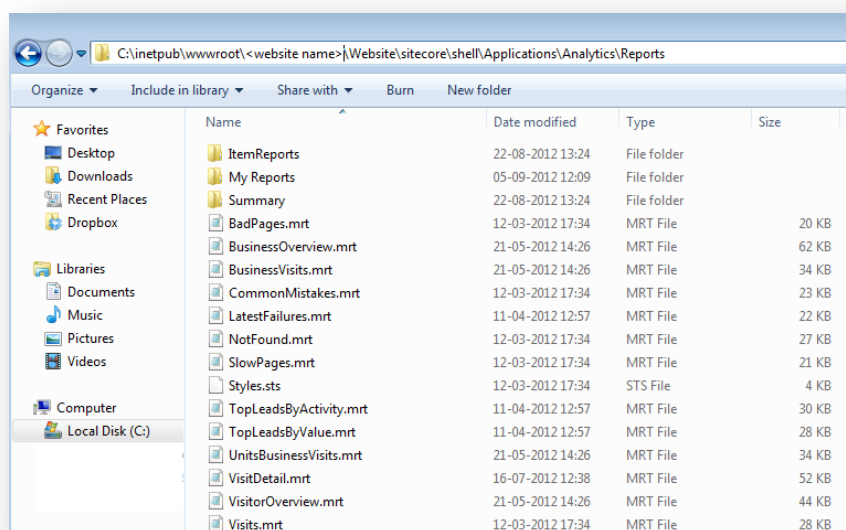 C:\inetpub\wwwroot\<website name>\Website\sitecore\shell\Applications\Analytics\Reports
Organize Include in library Share with Burn New folder
Favorites
Desktop
Downloads
Recent Places
Dropbox
Libraries
Documents
Music
Pictures
Videos
Computer
Local Disk (C:)
Name Date modified Type Size
ItemReports 22-08-2012 13:24 File folder
My Reports 05-09-2012 12:09 File folder
Summary 22-08-2012 13:24 File folder
BadPages.mrt 12-03-2012 17:34 MRT File 20 KB
BusinessOverview.mrt 21-05-2012 14:26 MRT File 62 KB
BusinessVisits.mrt 21-05-2012 14:26 MRT File 34 KB
CommonMistakes.mrt 12-03-2012 17:34 MRT File 23 KB
LatestFailures.mrt 11-04-2012 12:57 MRT File 22 KB
NotFound.mrt 12-03-2012 17:34 MRT File 27 KB
SlowPages.mrt 12-03-2012 17:34 MRT File 21 KB
Styles.sts 12-03-2012 17:34 STS File 4 KB
TopLeadsByActivity.mrt 11-04-2012 12:57 MRT File 30 KB
TopLeadsByValue.mrt 11-04-2012 12:57 MRT File 28 KB
UnitsBusinessVisits.mrt 21-05-2012 14:26 MRT File 34 KB
VisitDetail.mrt 16-07-2012 12:38 MRT File 52 KB
VisitorOverview.mrt 21-05-2012 14:26 MRT File 44 KB
Visits.mrt 12-03-2012 17:34 MRT File 28 KB